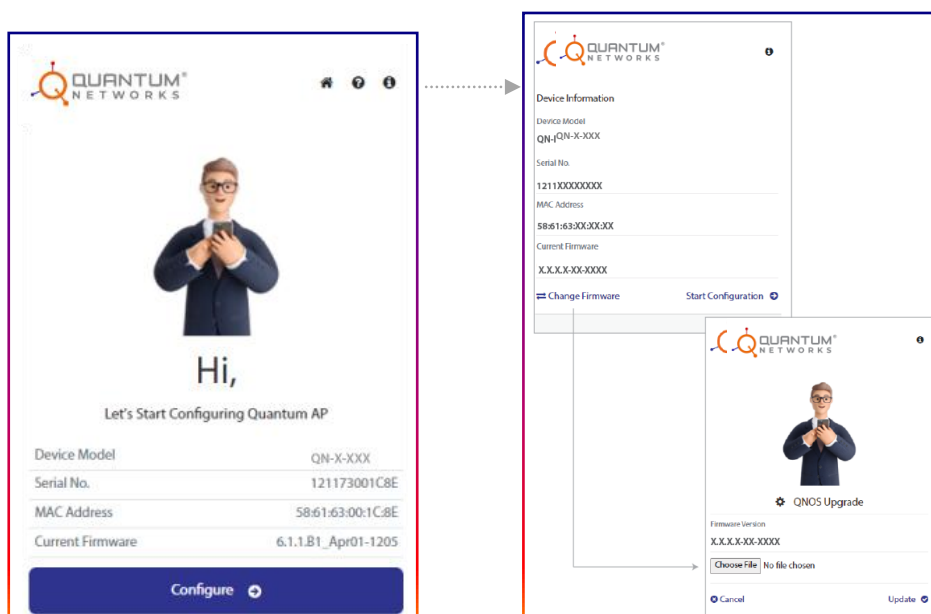 QUANTUM®
NETWORKS
Hi,
Let's Start Configuring Quantum AP
Device Model QN-X-XXX
Serial No. 121173001C8E
MAC Address 58:61:63:00:1C:8E
Current Firmware 6.1.1.B1_Apr01-1205
Configure
QUANTUM®
NETWORKS
Device Information
Device Model
QN-IQN-X-XXX
Serial No.
1211XXXXXXXX
MAC Address
58:61:63:XX:XX:XX
Current Firmware
X.X.X.X-XX-XXXX
Change Firmware Start Configuration
QUANTUM®
NETWORKS
QNOS Upgrade
Firmware Version
X.X.X.X-XX-XXXX
Choose File No file chosen
Cancel Update